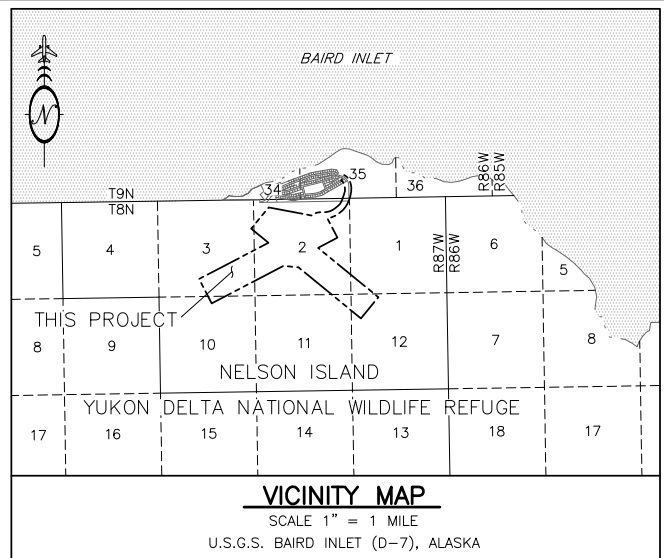 BAIRD INLET
N
34
35
36
R86W
R85W
T9N
T8N
5
4
3
2
1
R87W
R86W
6
5
THIS PROJECT
8
9
10
11
12
7
8
NELSON ISLAND
YUKON DELTA NATIONAL WILDLIFE REFUGE
17
16
15
14
13
18
17
VICINITY MAP
SCALE 1" = 1 MILE
U.S.G.S. BAIRD INLET (D-7), ALASKA